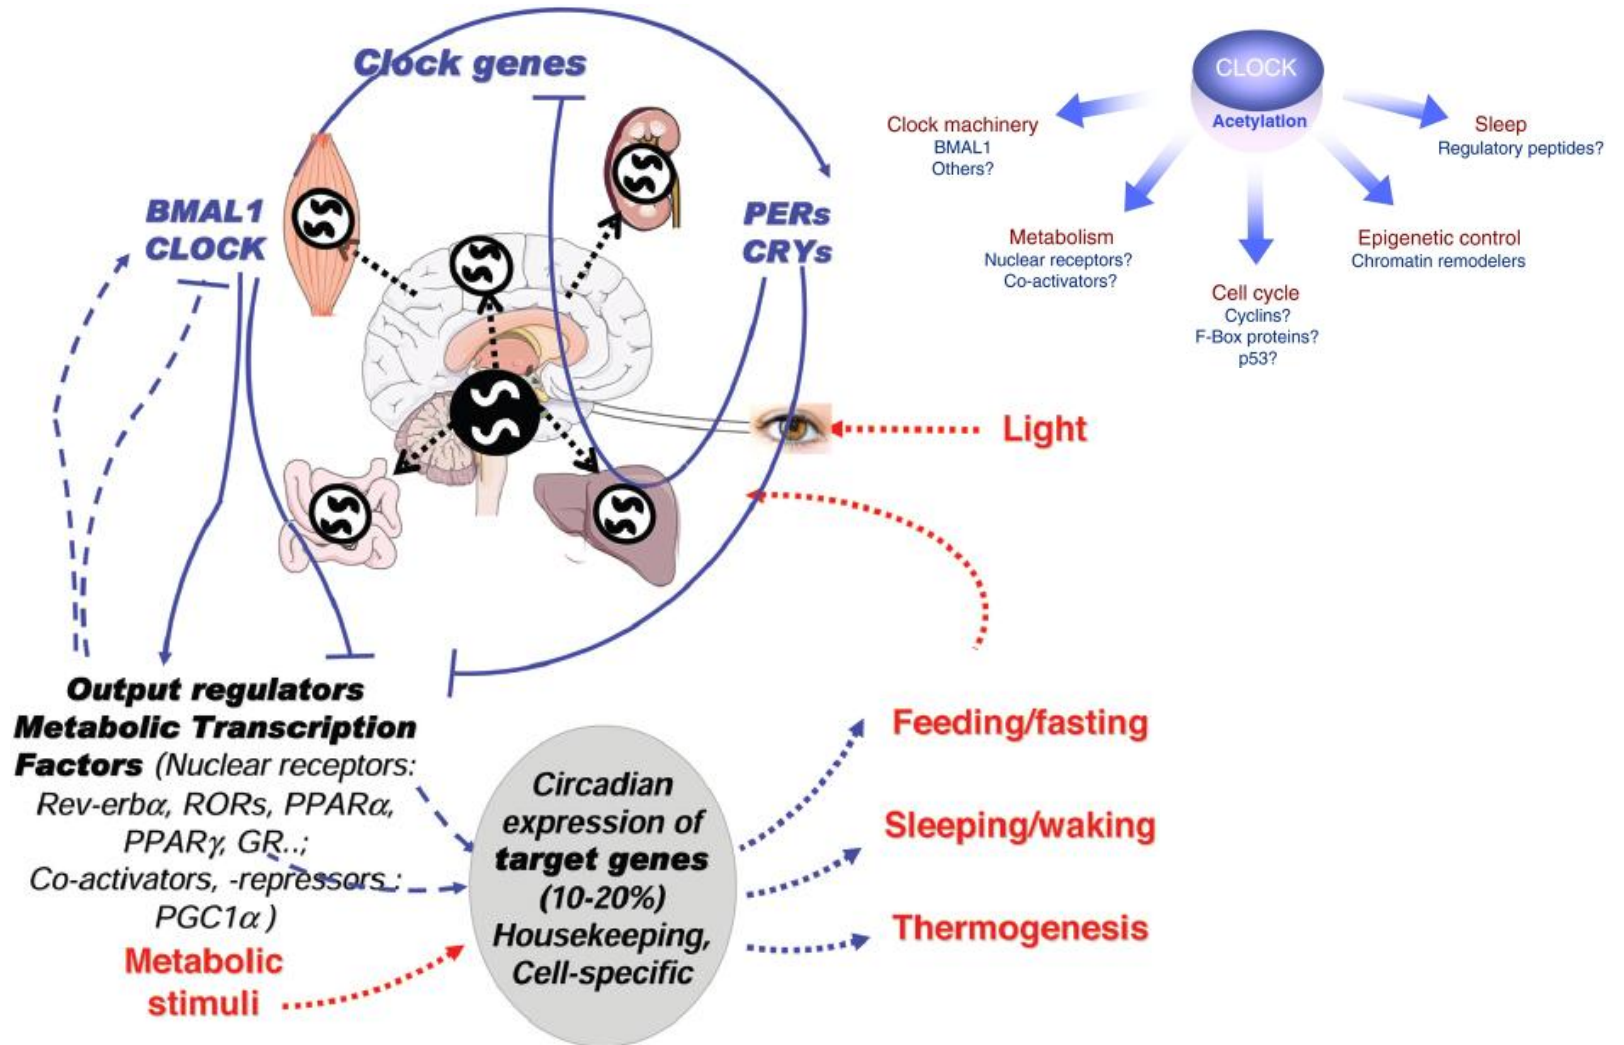 Clock genes
BMAL1
CLOCK
PERs
CRYs
Light
Output regulators
Metabolic Transcription
Factors (Nuclear receptors:
Rev-erbα, RORs, PPARα,
PPARγ, GR..;
Co-activators, -repressors :
PGC1α )
Metabolic
stimuli
Circadian
expression of
target genes
(10-20%)
Housekeeping,
Cell-specific
Feeding/fasting
Sleeping/waking
Thermogenesis
CLOCK
Acetylation
Clock machinery
BMAL1
Others?
Metabolism
Nuclear receptors?
Co-activators?
Cell cycle
Cyclins?
F-Box proteins?
p53?
Epigenetic control
Chromatin remodelers
Sleep
Regulatory peptides?